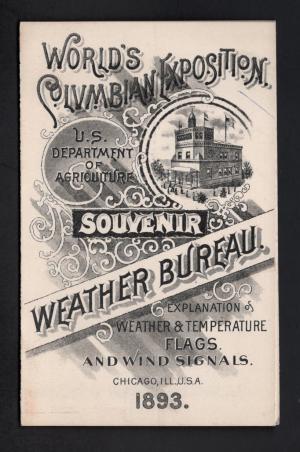 WORLD'S
COLVMBIAN EXPOSITION.
U.S.
DEPARTMENT
OF
AGRICULTURE
SOUVENIR
WEATHER BUREAU.
EXPLANATION of
WEATHER & TEMPERATURE
FLAGS.
AND WIND SIGNALS.
CHICAGO, ILL., U.S.A.
1893.